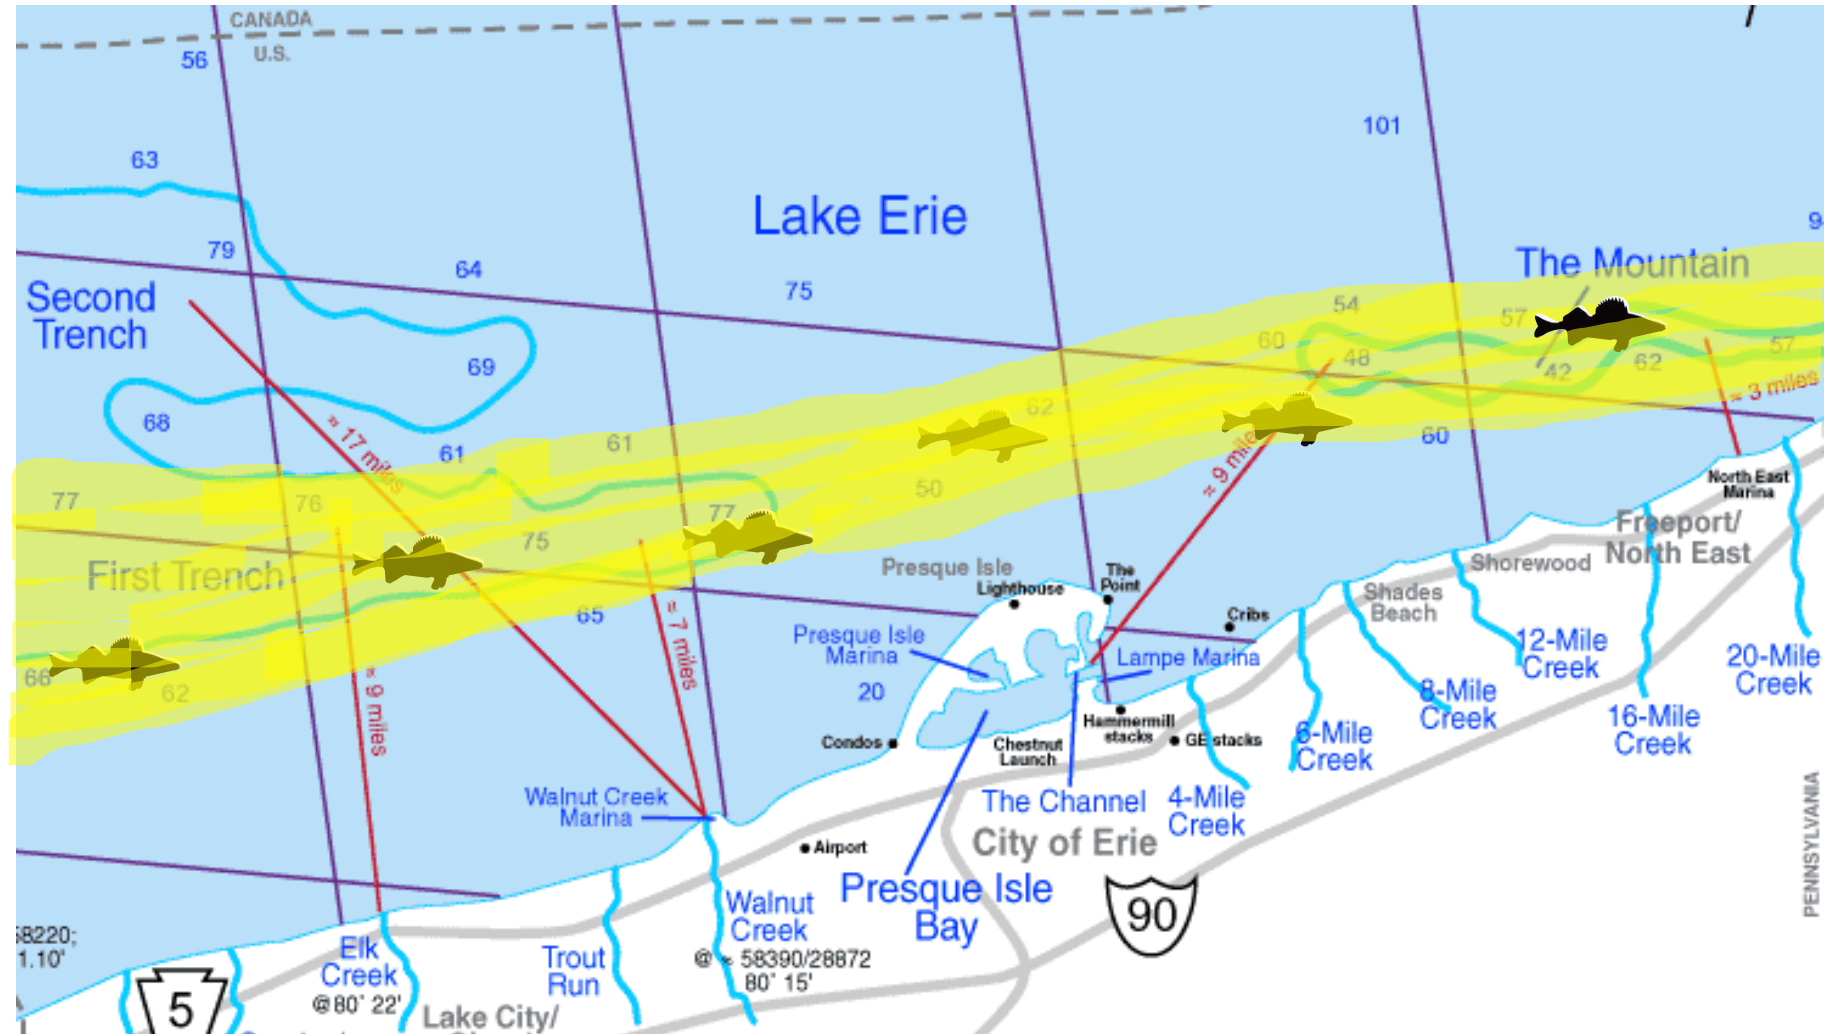 CANADA
U.S.
56
63
101
Lake Erie
79
64
75
The Mountain
Second
Trench
54
57
60
48
42
62
57
69
68
≈ 17 miles
61
61
62
≈ 9 miles
60
≈ 3 miles
77
76
77
50
75
North East
Marina
First Trench
Freeport/
North East
Presque Isle
Lighthouse
The
Point
Shorewood
Shades
Beach
65
≈ 7 miles
Cribs
Presque Isle
Marina
Lampe Marina
12-Mile
Creek
20-Mile
Creek
66
62
≈ 9 miles
20
8-Mile
Creek
16-Mile
Creek
Condos
Hammermill
stacks
GE stacks
Chestnut
Launch
6-Mile
Creek
Walnut Creek
Marina
The Channel
4-Mile
Creek
City of Erie
Airport
PENNSYLVANIA
Presque Isle
Bay
90
Walnut
Creek
@ ≈ 58390/28872
80° 15'
58220;
1.10'
Elk
Creek
@80° 22'
Trout
Run
5
Lake City/